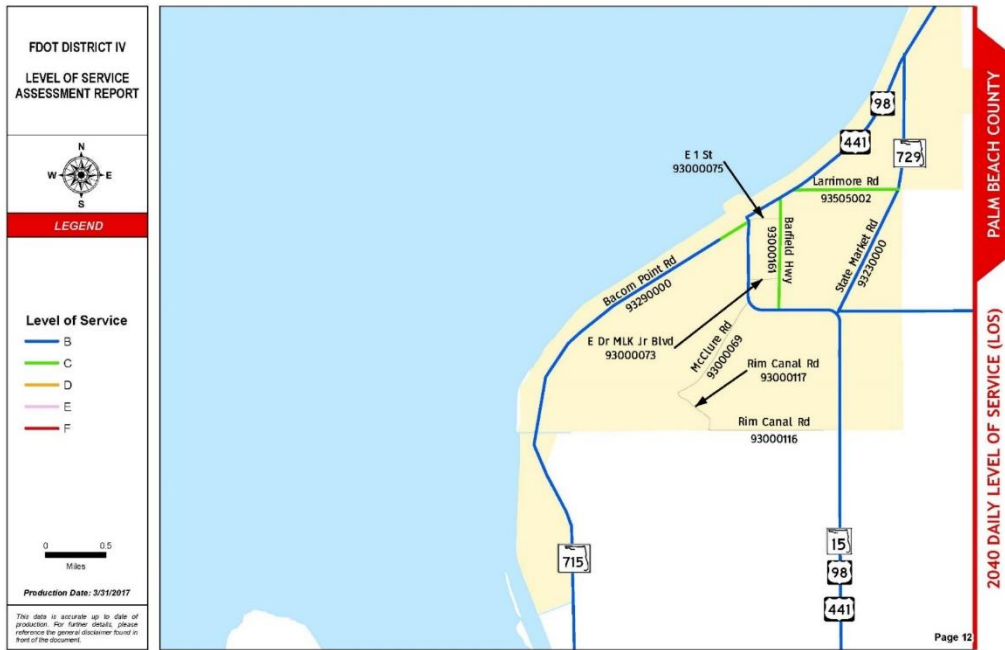 FDOT DISTRICT IV
LEVEL OF SERVICE
ASSESSMENT REPORT
N
W
E
S
LEGEND
Level of Service
B
C
D
E
F
0
0.5
Miles
Production Date: 3/31/2017
This data is accurate up to date of
production. For further details, please
reference the general disclaimer found in
front of the document.
98
441
729
E 1 St
93000075
Larrimore Rd
93505002
Barfield Hwy
93000161
State Market Rd
93230000
Bacom Point Rd
93290000
E Dr MLK Jr Blvd
93000073
McClure Rd
93000069
Rim Canal Rd
93000117
Rim Canal Rd
93000116
715
15
98
441
Page 12
PALM BEACH COUNTY
2040 DAILY LEVEL OF SERVICE (LOS)